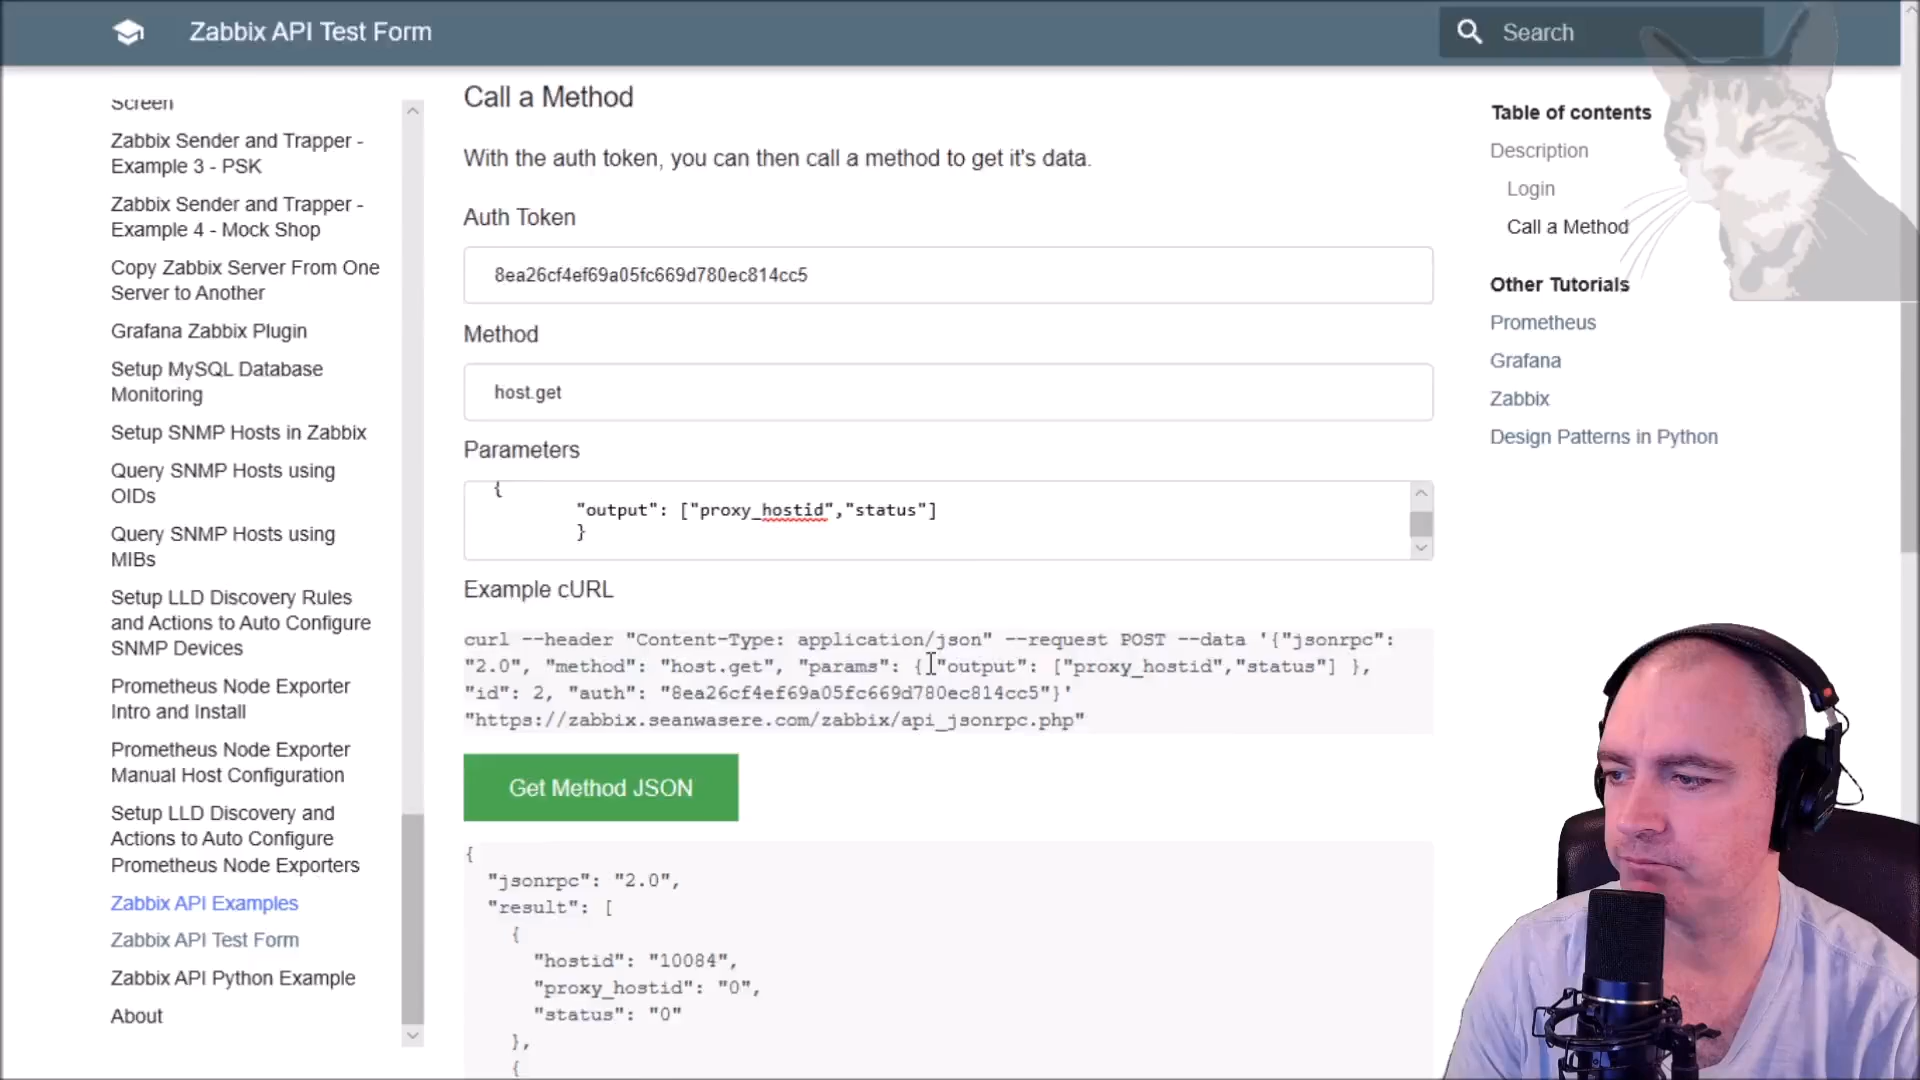 Zabbix API Test Form
Search
Screen
Zabbix Sender and Trapper -
Example 3 - PSK
Zabbix Sender and Trapper -
Example 4 - Mock Shop
Copy Zabbix Server From One
Server to Another
Grafana Zabbix Plugin
Setup MySQL Database
Monitoring
Setup SNMP Hosts in Zabbix
Query SNMP Hosts using
OIDs
Query SNMP Hosts using
MIBs
Setup LLD Discovery Rules
and Actions to Auto Configure
SNMP Devices
Prometheus Node Exporter
Intro and Install
Prometheus Node Exporter
Manual Host Configuration
Setup LLD Discovery and
Actions to Auto Configure
Prometheus Node Exporters
Zabbix API Examples
Zabbix API Test Form
Zabbix API Python Example
About
Call a Method
With the auth token, you can then call a method to get it's data.
Auth Token
8ea26cf4ef69a05fc669d780ec814cc5
Method
host.get
Parameters
{
"output": ["proxy_hostid","status"]
}
Example cURL
curl --header "Content-Type: application/json" --request POST --data '{"jsonrpc":
"2.0", "method": "host.get", "params": { "output": ["proxy_hostid","status"] },
"id": 2, "auth": "8ea26cf4ef69a05fc669d780ec814cc5"}'
"https://zabbix.seanwasere.com/zabbix/api_jsonrpc.php"
Get Method JSON
{
"jsonrpc": "2.0",
"result": [
{
"hostid": "10084",
"proxy_hostid": "0",
"status": "0"
},
{
Table of contents
Description
Login
Call a Method
Other Tutorials
Prometheus
Grafana
Zabbix
Design Patterns in Python